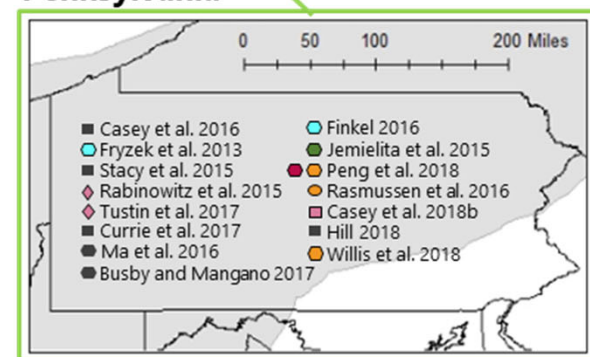 0 50 100 200 Miles
Casey et al. 2016
Fryzek et al. 2013
Stacy et al. 2015
Rabinowitz et al. 2015
Tustin et al. 2017
Currie et al. 2017
Ma et al. 2016
Busby and Mangano 2017
Finkel 2016
Jemielita et al. 2015
Peng et al. 2018
Rasmussen et al. 2016
Casey et al. 2018b
Hill 2018
Willis et al. 2018